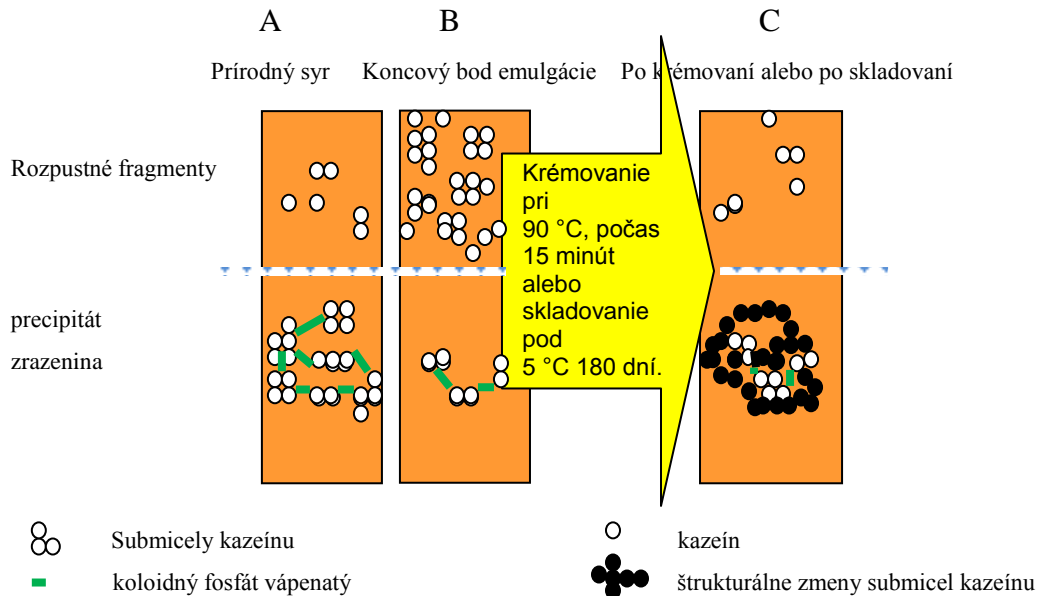 A B C
Prírodný syr Koncový bod emulgácie Po krémovaní alebo po skladovaní
Rozpustné fragmenty
Krémovanie
pri
90 °C, počas
15 minút
alebo
skladovanie
pod
5 °C 180 dní.
precipitát
zrazenina
Submicely kazeínu kazeín
koloidný fosfát vápenatý štrukturálne zmeny submicel kazeínu